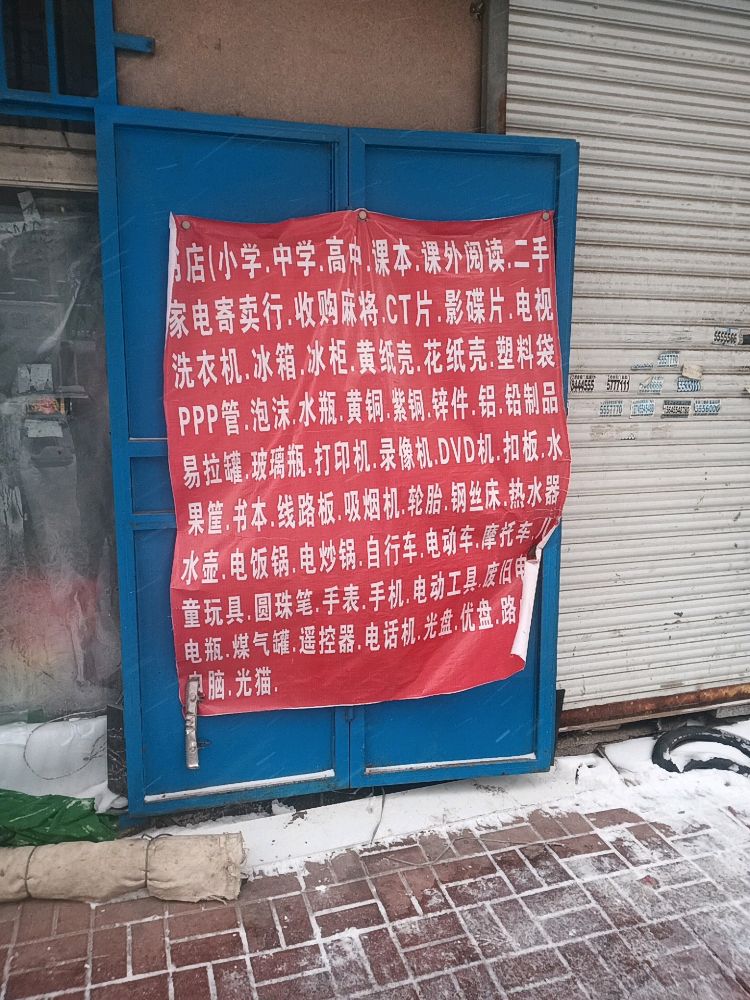 店(小学.中学.高中.课本.课外阅读.二手
家电寄卖行.收购麻将.CT片.影碟片.电视
洗衣机.冰箱.冰柜.黄纸壳.花纸壳.塑料袋
PPP管.泡沫.水瓶.黄铜.紫铜.锌件.铝.铅制品
易拉罐.玻璃瓶.打印机.录像机.DVD机.扣板.水
果筐.书本.线路板.吸烟机.轮胎.钢丝床.热水器
水壶.电饭锅.电炒锅.自行车.电动车.摩托车.
童玩具.圆珠笔.手表.手机.电动工具.废旧电
电瓶.煤气罐.遥控器.电话机.光盘.优盘.路
脑.光猫.
5777111
5557770